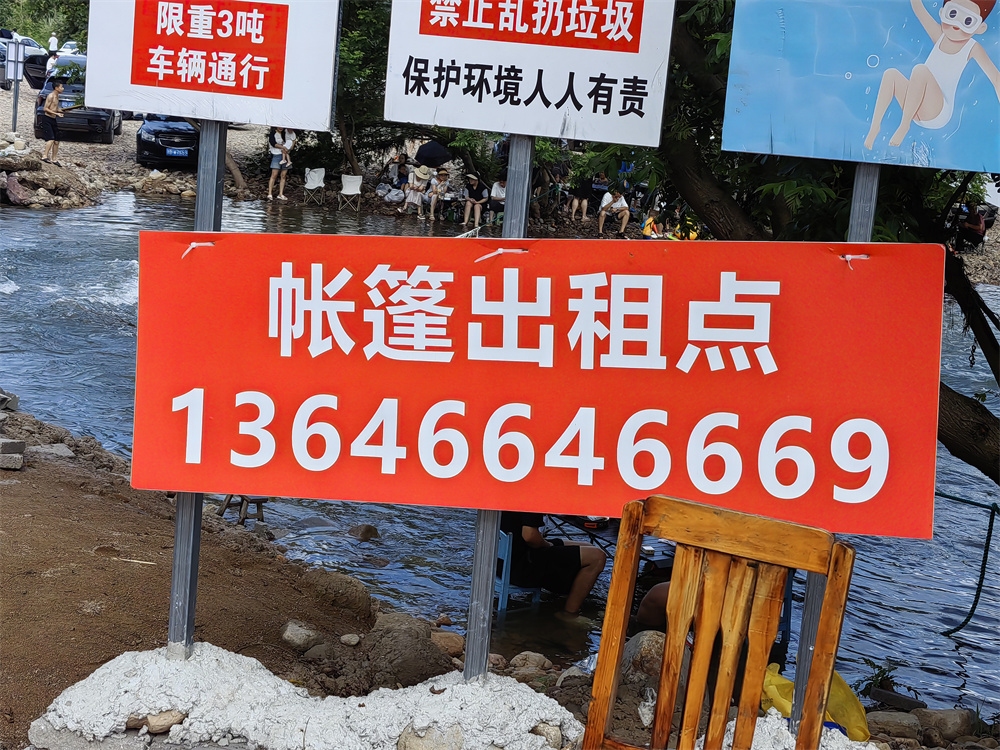 限重3吨
车辆通行
禁止乱扔垃圾
保护环境人人有责
帐篷出租点
13646646669